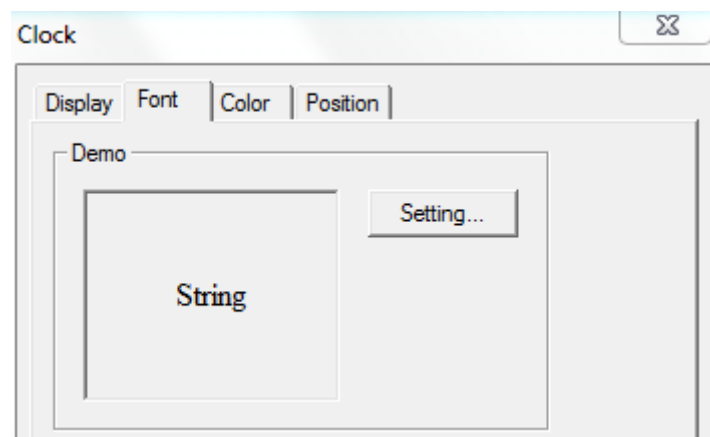 Clock
Display Font Color Position
Demo
Setting...
String